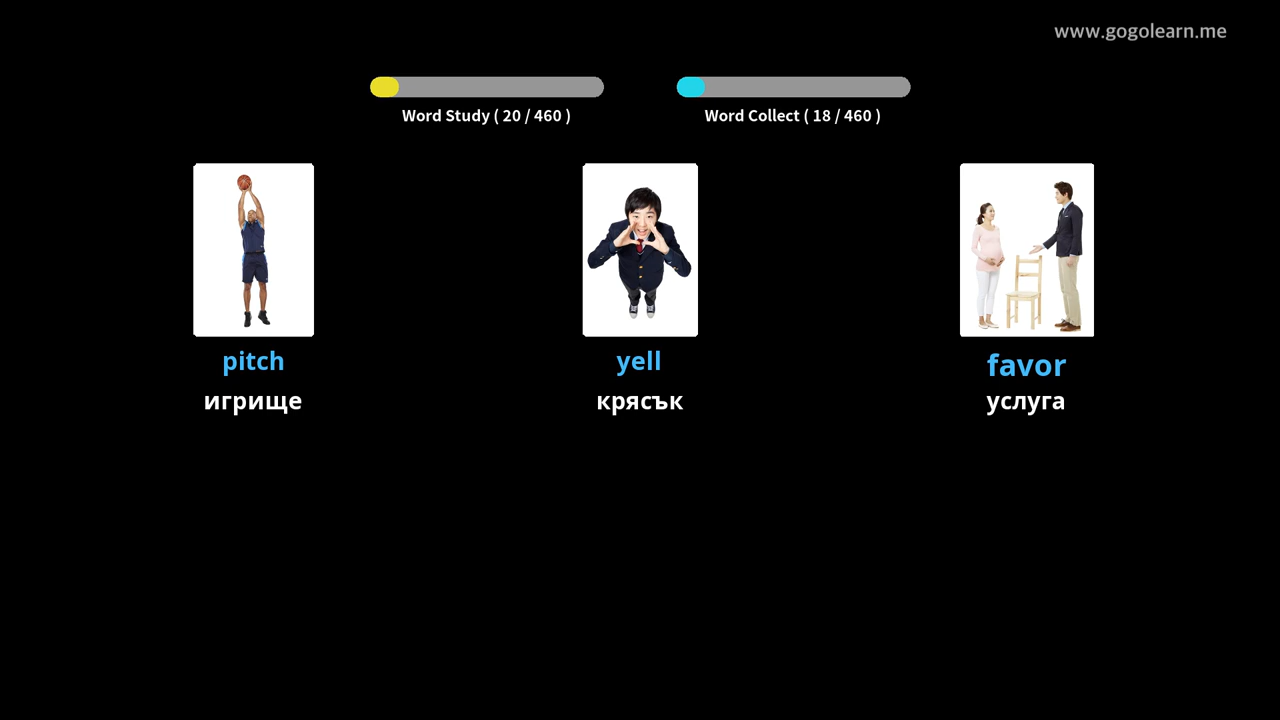 www.gogolearn.me
Word Study ( 20 / 460 )
Word Collect ( 18 / 460 )
pitch
игрище
yell
крясък
favor
услуга